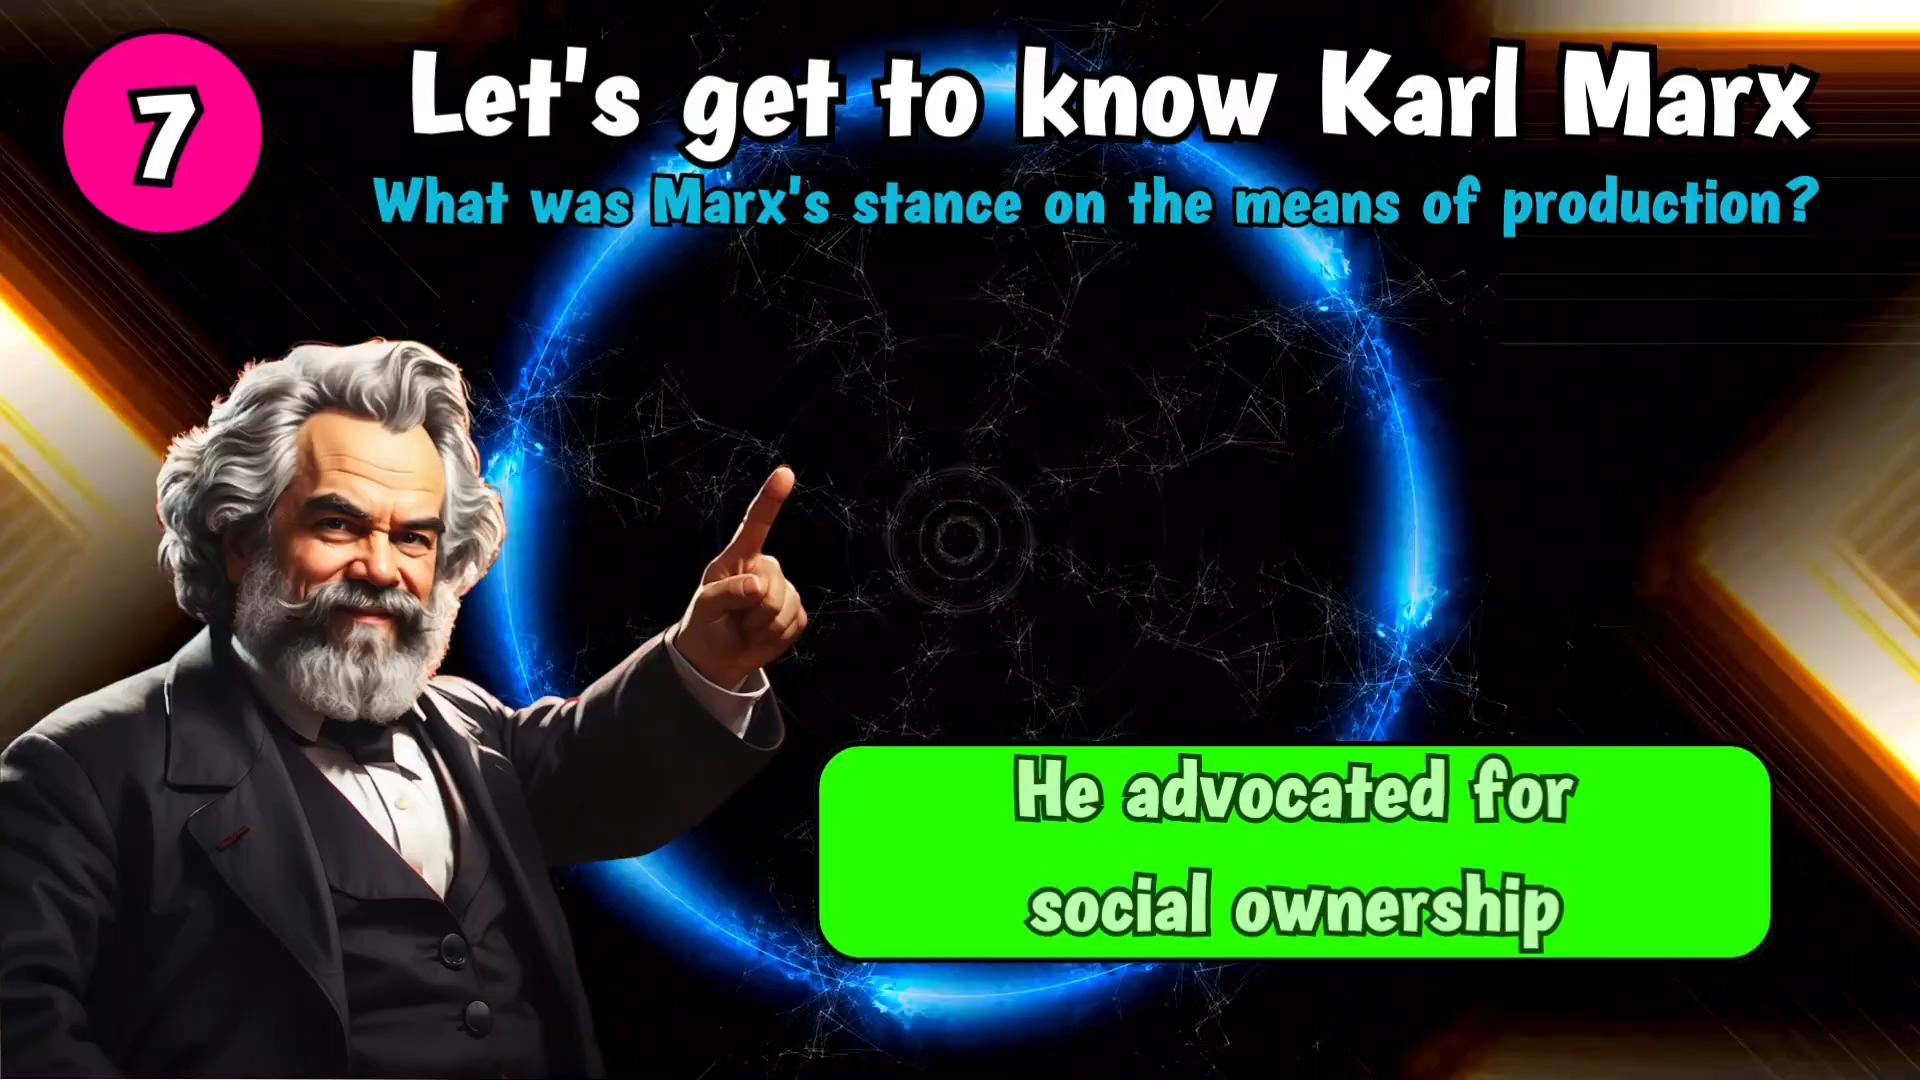 7
Let's get to know Karl Marx
What was Marx's stance on the means of production?
He advocated for
social ownership